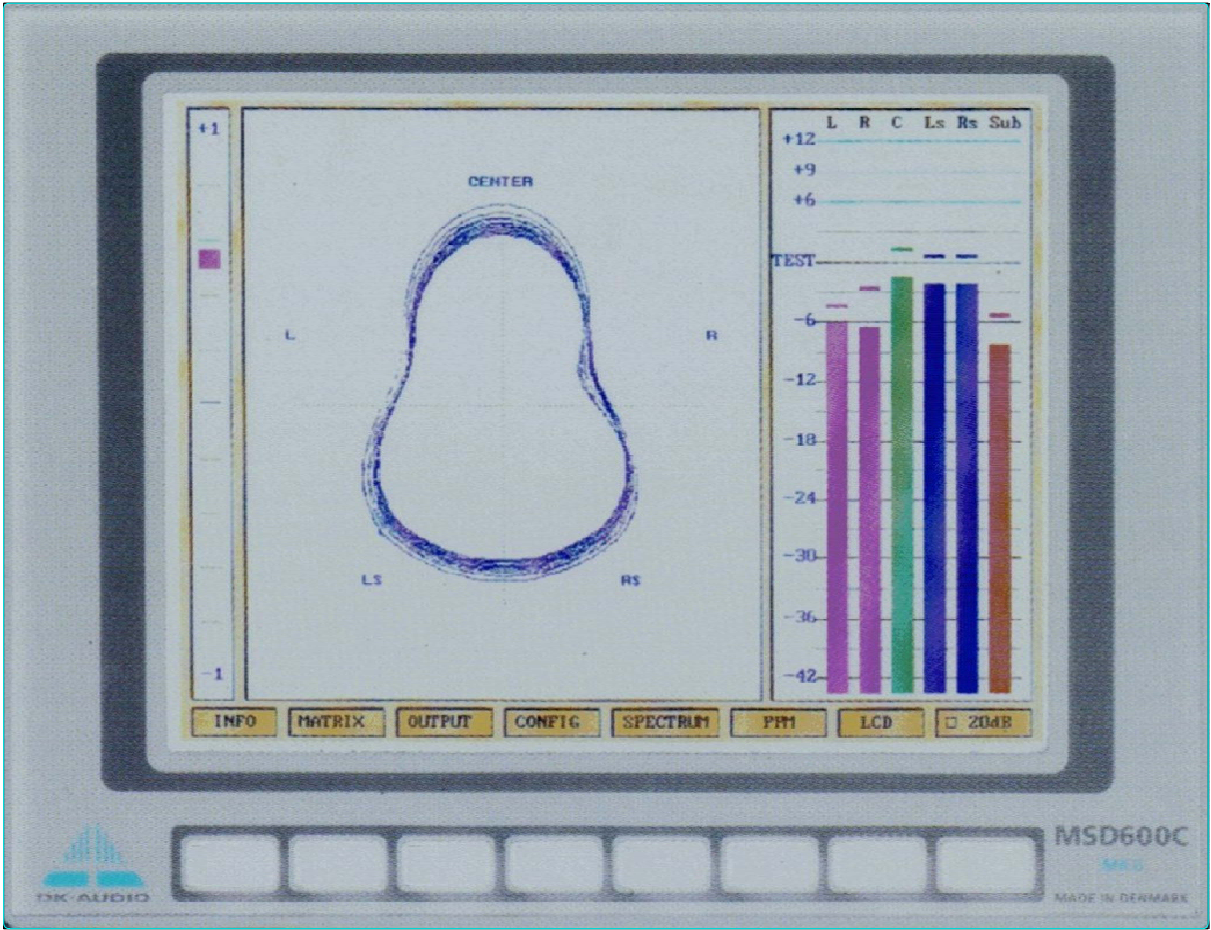 +1
-1
CENTER
L
R
LS
RS
L R C Ls Rs Sub
+12
+9
+6
TEST
-6
-12
-18
-24
-30
-36
-42
INFO MATRIX OUTPUT CONFIG SPECTRUM PPM LCD 20dB
DK-AUDIO
MSD600C
MADE IN DENMARK